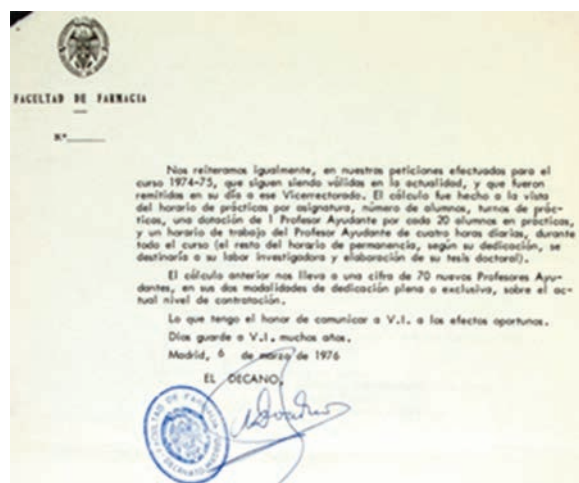 FACULTAD DE FARMACIA
N.º
Nos reiteramos igualmente, en nuestras peticiones efectuadas para el
curso 1974-75, que siguen siendo válidas en la actualidad, y que fueron
remitidas en su día a ese Vicerrectorado. El cálculo fue hecho a la vista
del horario de prácticas por asignatura, número de alumnos, turnos de prác-
ticas, una dotación de 1 Profesor Ayudante por cada 20 alumnos en prácticas,
y un horario de trabajo del Profesor Ayudante de cuatro horas diarias, durante
todo el curso (el resto del horario de permanencia, según su dedicación, se
destinaría a su labor investigadora y elaboración de su tesis doctoral).
El cálculo anterior nos lleva a una cifra de 70 nuevos Profesores Ayu-
dantes, en sus dos modalidades de dedicación plena o exclusiva, sobre el ac-
tual nivel de contratación.
Lo que tengo el honor de comunicar a V.I. a los efectos oportunos.
Dios guarde a V.I. muchos años.
Madrid, 6 de marzo de 1976
EL DECANO,
FACULTAD DE FARMACIA
DECANATO